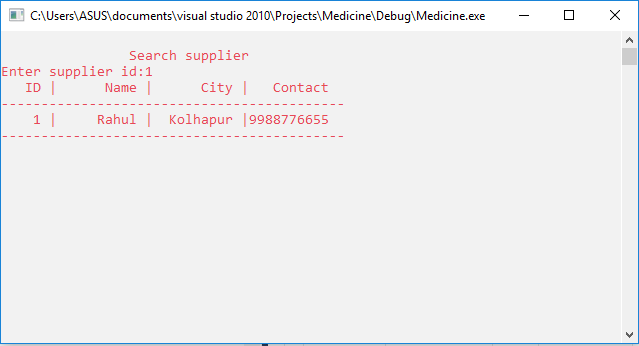 C:\Users\ASUS\documents\visual studio 2010\Projects\Medicine\Debug\Medicine.exe
Search supplier
Enter supplier id:1
ID | Name | City | Contact
-------------------------------------------
1 | Rahul | Kolhapur |9988776655
-------------------------------------------